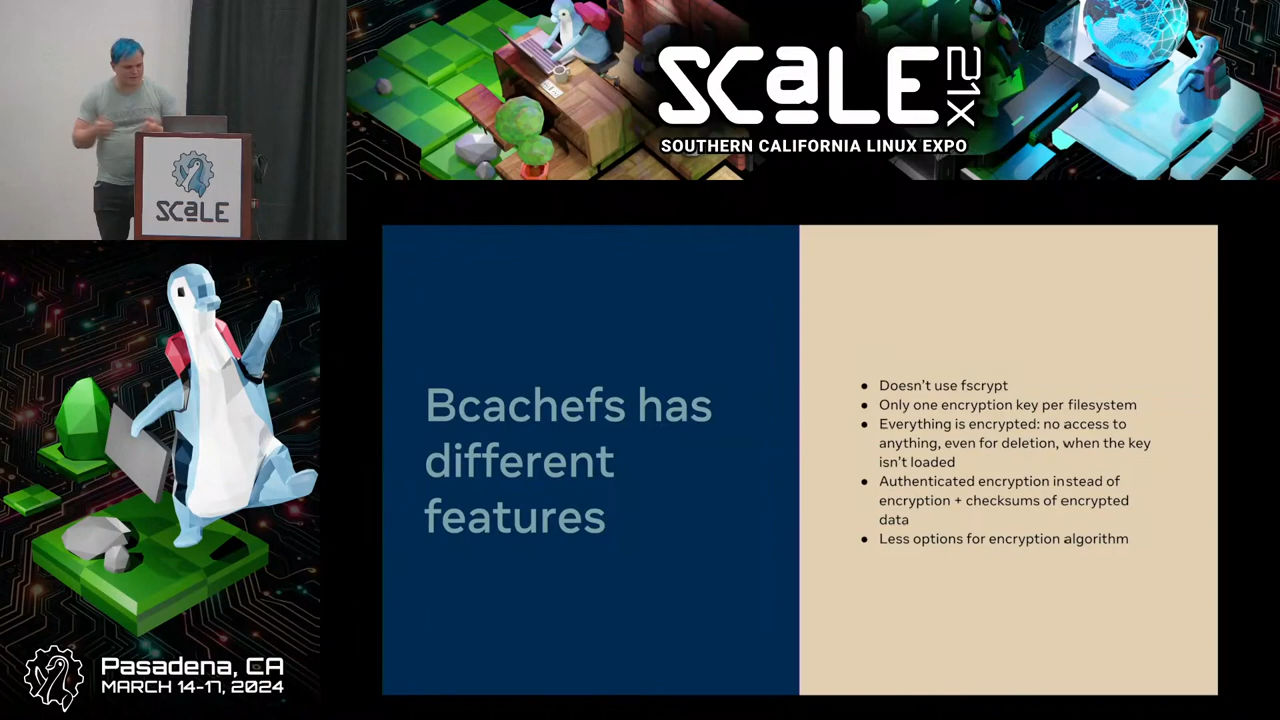 SCaLE 21X
SOUTHERN CALIFORNIA LINUX EXPO
SCaLE
Bcachefs has
different
features
● Doesn't use fscrypt
● Only one encryption key per filesystem
● Everything is encrypted: no access to
anything, even for deletion, when the key
isn't loaded
● Authenticated encryption instead of
encryption + checksums of encrypted
data
● Less options for encryption algorithm
Pasadena, CA
MARCH 14-17, 2024